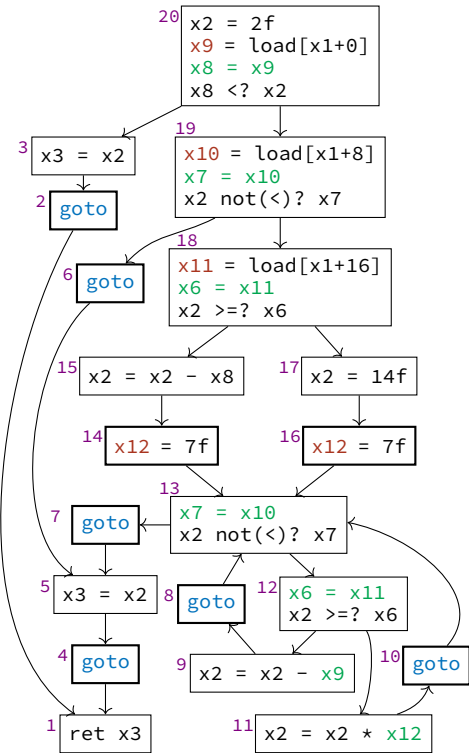 20
x2 = 2f
x9 = load[x1+0]
x8 = x9
x8 <? x2
3
x3 = x2
19
x10 = load[x1+8]
x7 = x10
x2 not(<)? x7
2
goto
18
x11 = load[x1+16]
x6 = x11
x2 >=? x6
6
goto
15
x2 = x2 - x8
17
x2 = 14f
14
x12 = 7f
16
x12 = 7f
13
x7 = x10
x2 not(<)? x7
7
goto
5
x3 = x2
8
goto
12
x6 = x11
x2 >=? x6
4
goto
9
x2 = x2 - x9
10
goto
1
ret x3
11
x2 = x2 * x12